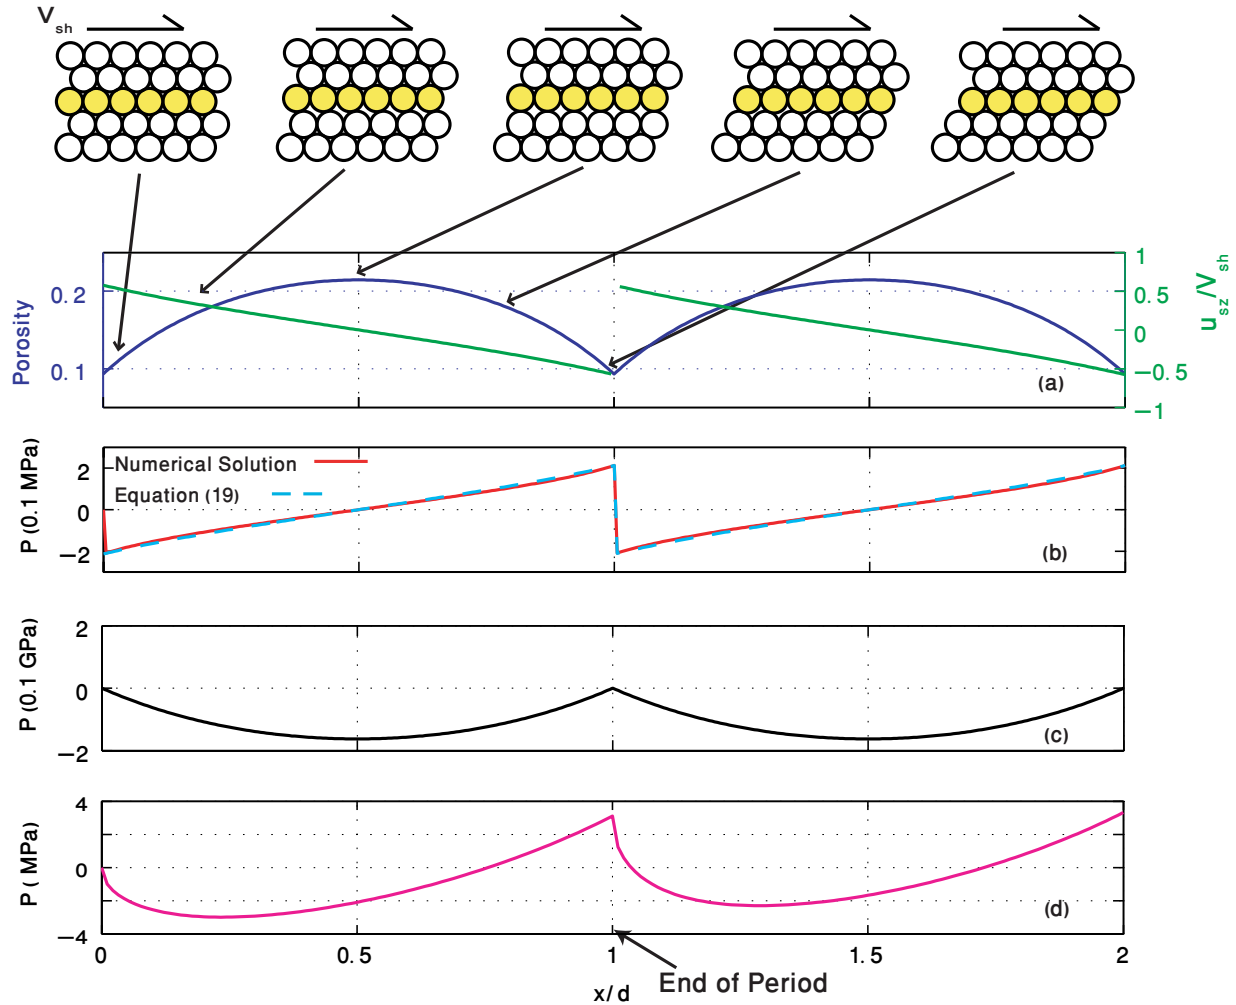 V sh
0.2
0.1
Porosity
1
0.5
0
−0.5
−1
u sz /V sh
(a)
P (0.1 MPa)
2
0
−2
Numerical Solution
Equation (19)
(b)
P (0.1 GPa)
2
0
−2
(c)
P ( MPa)
4
0
−4
(d)
0
0.5
1
1.5
2
x/d
End of Period